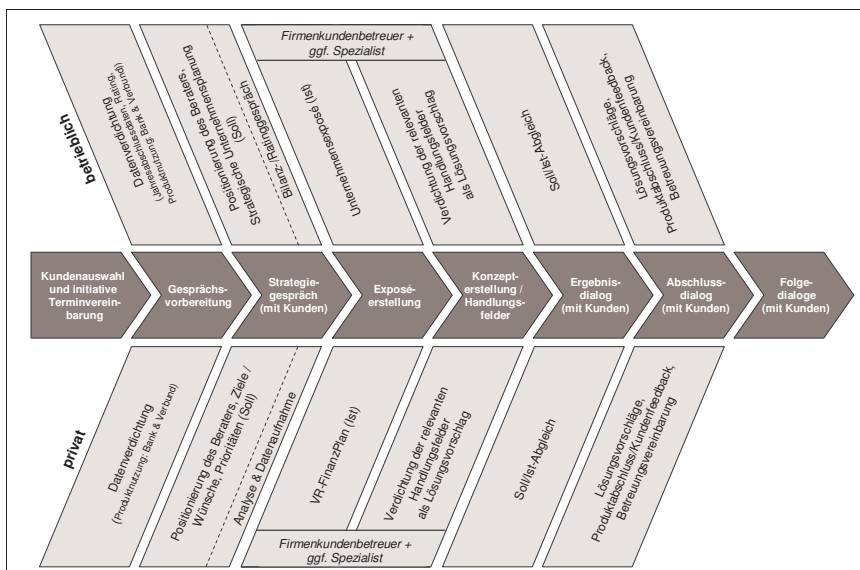 betrieblich
Datenverdichtung
(Jahresabschlussdaten, Rating,
Produktnutzung: Bank & Verbund)
Positionierung des Beraters,
Strategische Unternehmensplanung
(Soll)
Bilanz-/Ratinggespräch
Firmenkundenbetreuer +
ggf. Spezialist
Unternehmensexposé (Ist)
Verdichtung der relevanten
Handlungsfelder
als Lösungsvorschlag
Soll/Ist-Abgleich
Lösungsvorschläge,
Produktabschluss/Kundenfeedback,
Betreuungsvereinbarung
Kundenauswahl
und initiative
Terminverein-
barung
Gesprächs-
vorbereitung
Strategie-
gespräch
(mit Kunden)
Exposé-
erstellung
Konzept-
erstellung /
Handlungs-
felder
Ergebnis-
dialog
(mit Kunden)
Abschluss-
dialog
(mit Kunden)
Folge-
dialoge
(mit Kunden)
privat
Datenverdichtung
(Produktnutzung: Bank & Verbund)
Positionierung des Beraters, Ziele /
Wünsche, Prioritäten (Soll)
Analyse & Datenaufnahme
VR-FinanzPlan (Ist)
Verdichtung der relevanten
Handlungsfelder
als Lösungsvorschlag
Firmenkundenbetreuer +
ggf. Spezialist
Soll/Ist-Abgleich
Lösungsvorschläge,
Produktabschluss/Kundenfeedback,
Betreuungsvereinbarung